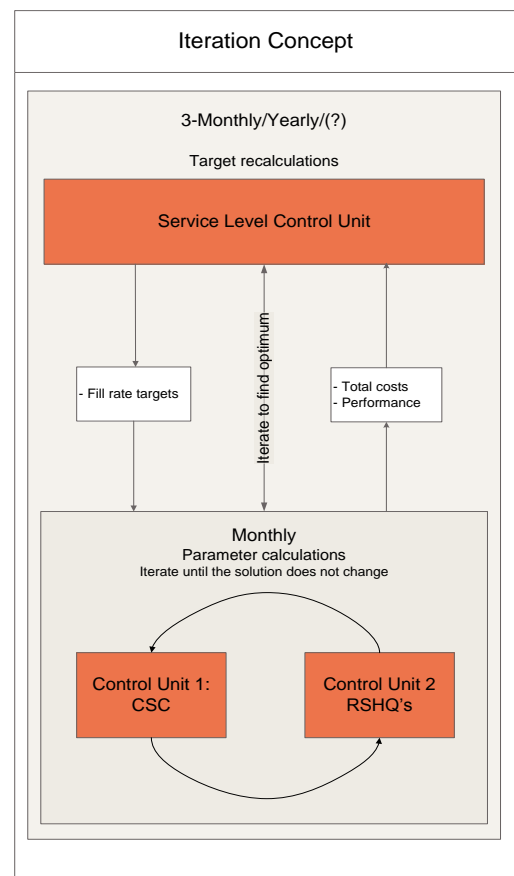 Iteration Concept
3-Monthly/Yearly/(?)
Target recalculations
Service Level Control Unit
- Fill rate targets
Iterate to find optimum
- Total costs
- Performance
Monthly
Parameter calculations
Iterate until the solution does not change
Control Unit 1:
CSC
Control Unit 2
RSHQ's